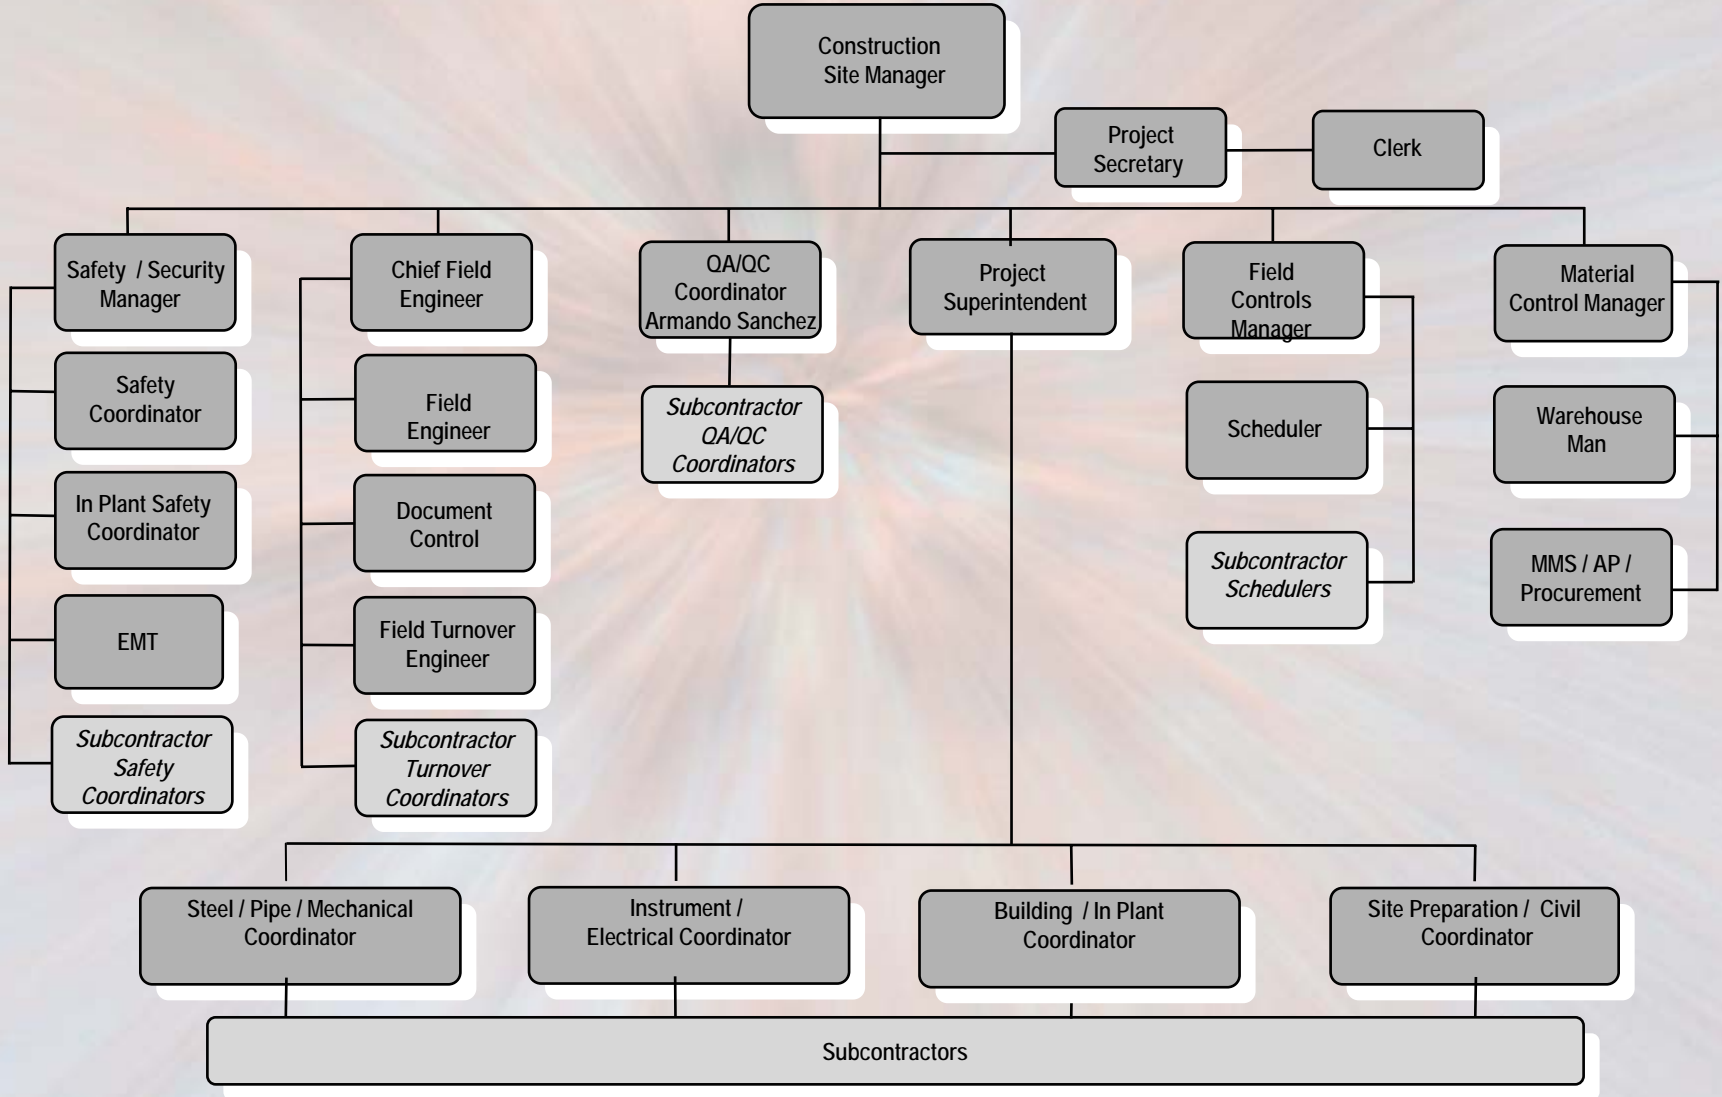 Construction
Site Manager
Project
Secretary
Clerk
Safety / Security
Manager
Chief Field
Engineer
QA/QC
Coordinator
Armando Sanchez
Project
Superintendent
Field
Controls
Manager
Material
Control Manager
Safety
Coordinator
Field
Engineer
Subcontractor
QA/QC
Coordinators
Scheduler
Warehouse
Man
In Plant Safety
Coordinator
Document
Control
Subcontractor
Schedulers
MMS / AP /
Procurement
EMT
Field Turnover
Engineer
Subcontractor
Safety
Coordinators
Subcontractor
Turnover
Coordinators
Steel / Pipe / Mechanical
Coordinator
Instrument /
Electrical Coordinator
Building / In Plant
Coordinator
Site Preparation / Civil
Coordinator
Subcontractors